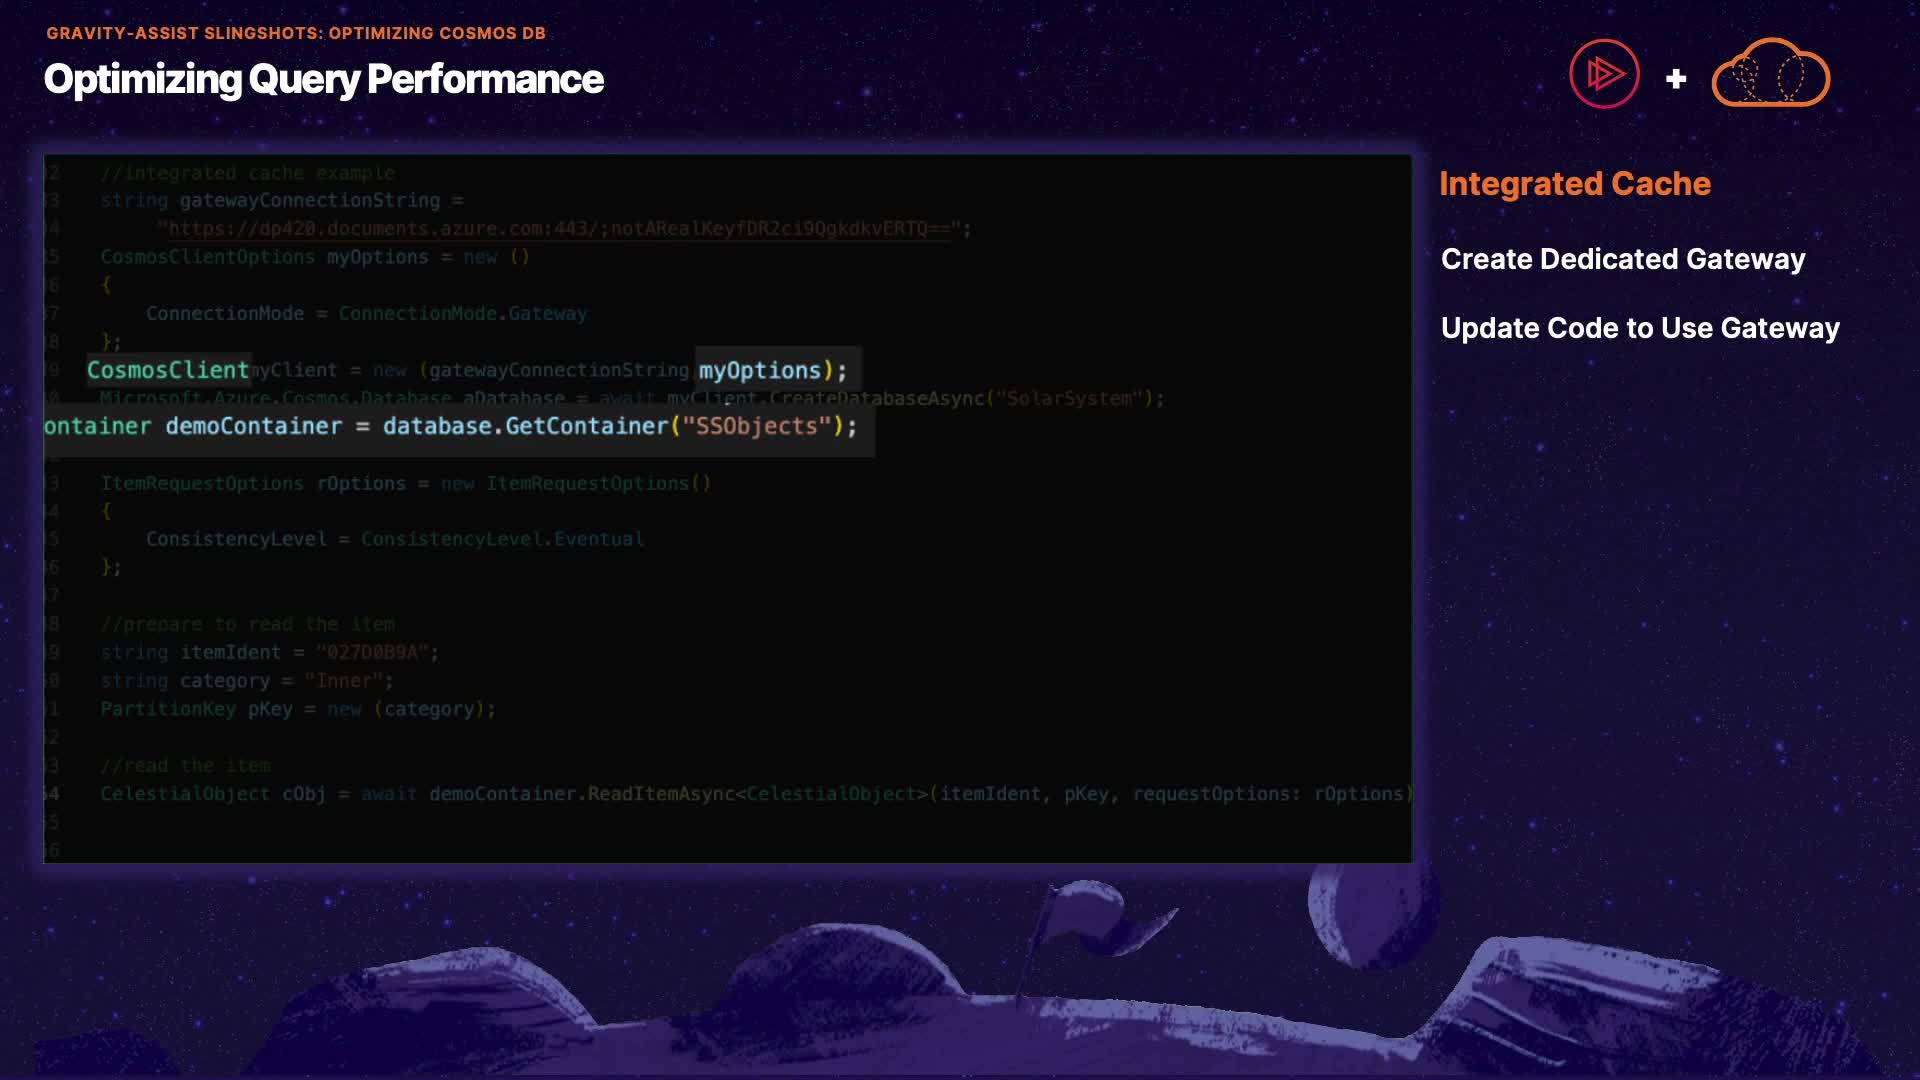 GRAVITY-ASSIST SLINGSHOTS: OPTIMIZING COSMOS DB
Optimizing Query Performance
+
2 //integrated cache example
3 string gatewayConnectionString =
4 "https://dp420.documents.azure.com:443/;notARealKeyfDR2ci9QgkdkvERTQ==";
5 CosmosClientOptions myOptions = new ()
6 {
7 ConnectionMode = ConnectionMode.Gateway
8 };
9 CosmosClient myClient = new (gatewayConnectionString myOptions);
0 Microsoft.Azure.Cosmos.Database aDatabase = await myClient.CreateDatabaseAsync("SolarSystem");
ontainer demoContainer = database.GetContainer("SSObjects");
3 ItemRequestOptions rOptions = new ItemRequestOptions()
4 {
5 ConsistencyLevel = ConsistencyLevel.Eventual
6 };
7
8 //prepare to read the item
9 string itemIdent = "027D0B9A";
0 string category = "Inner";
1 PartitionKey pKey = new (category);
2
3 //read the item
4 CelestialObject cObj = await demoContainer.ReadItemAsync<CelestialObject>(itemIdent, pKey, requestOptions: rOptions)
5
6
Integrated Cache
Create Dedicated Gateway
Update Code to Use Gateway